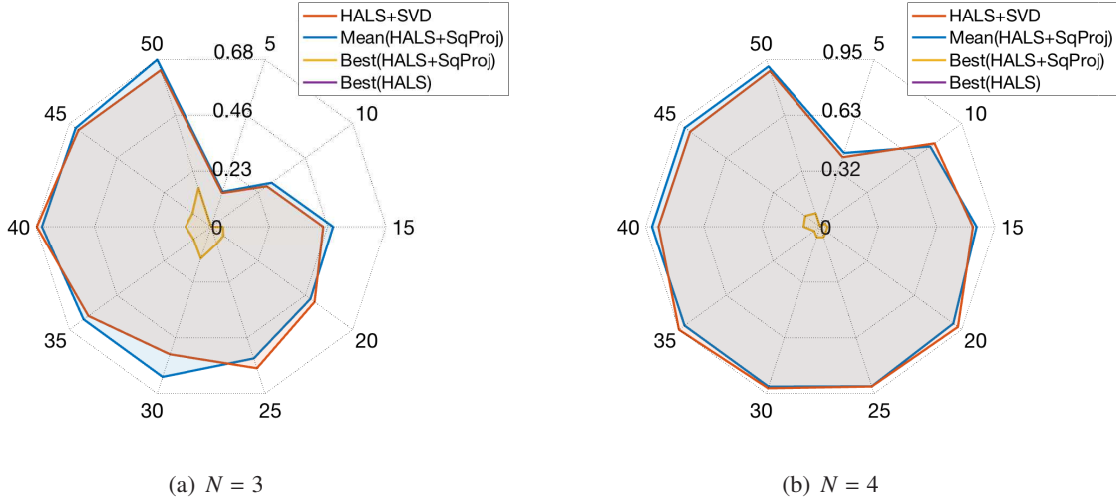 HALS+SVD
Mean(HALS+SqProj)
Best(HALS+SqProj)
Best(HALS)
50
0.68
5
45
0.46
10
0.23
40
0
15
35
20
30
25
(a) N = 3
HALS+SVD
Mean(HALS+SqProj)
Best(HALS+SqProj)
Best(HALS)
50
0.95
5
45
0.63
10
0.32
40
0
15
35
20
30
25
(b) N = 4